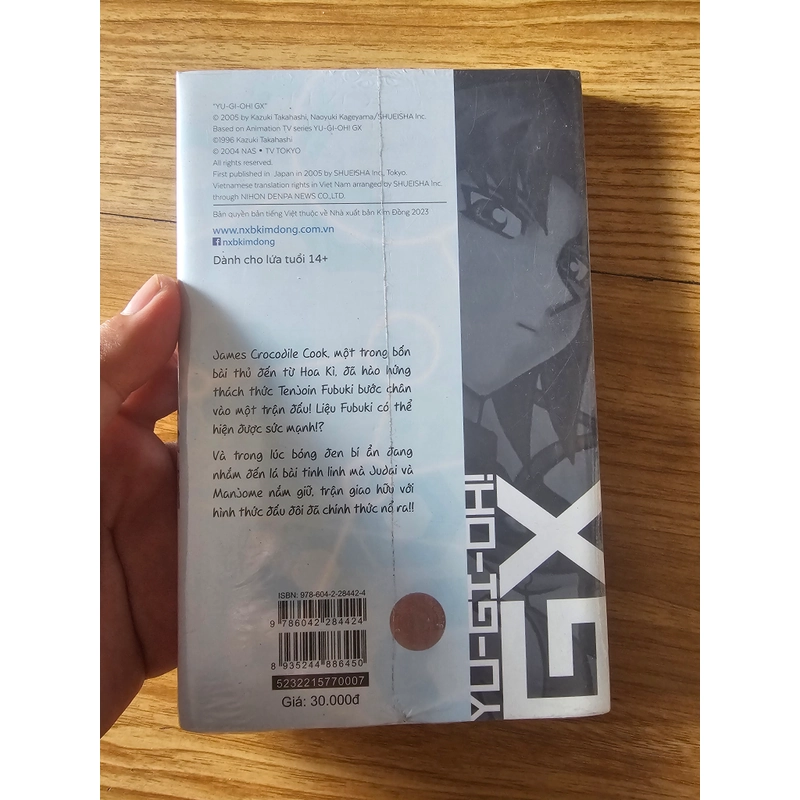 "YU-GI-OH! GX"
© 2005 by Kazuki Takahashi, Naoyuki Kageyama/SHUEISHA Inc.
Based on Animation TV series YU-GI-OH! GX
©1996 Kazuki Takahashi
© 2004 NAS • TV TOKYO
All rights reserved.
First published in Japan in 2005 by SHUEISHA Inc., Tokyo.
Vietnamese translation rights in Viet Nam arranged by SHUEISHA Inc.
through NIHON DENPA NEWS CO.,LTD.
Bản quyền bản tiếng Việt thuộc về Nhà xuất bản Kim Đồng 2023
www.nxbkimdong.com.vn
nxbkimdong
Dành cho lứa tuổi 14+
James Crocodile Cook, một trong bốn
bài thủ đến từ Hoa Kì, đã hào hứng
thách thức Tenjoin Fubuki bước chân
vào một trận đấu! Liệu Fubuki có thể
hiện được sức mạnh!?
Và trong lúc bóng đen bí ẩn đang
nhắm đến lá bài tinh linh mà Judai và
Manjome nắm giữ, trận giao hữu với
hình thức đấu đôi đã chính thức nổ ra!!
ISBN: 978-604-2-28442-4
9 786042 284424
8 935244 886450
5232215770007
Giá: 30.000đ
YU-GI-OH!
GX